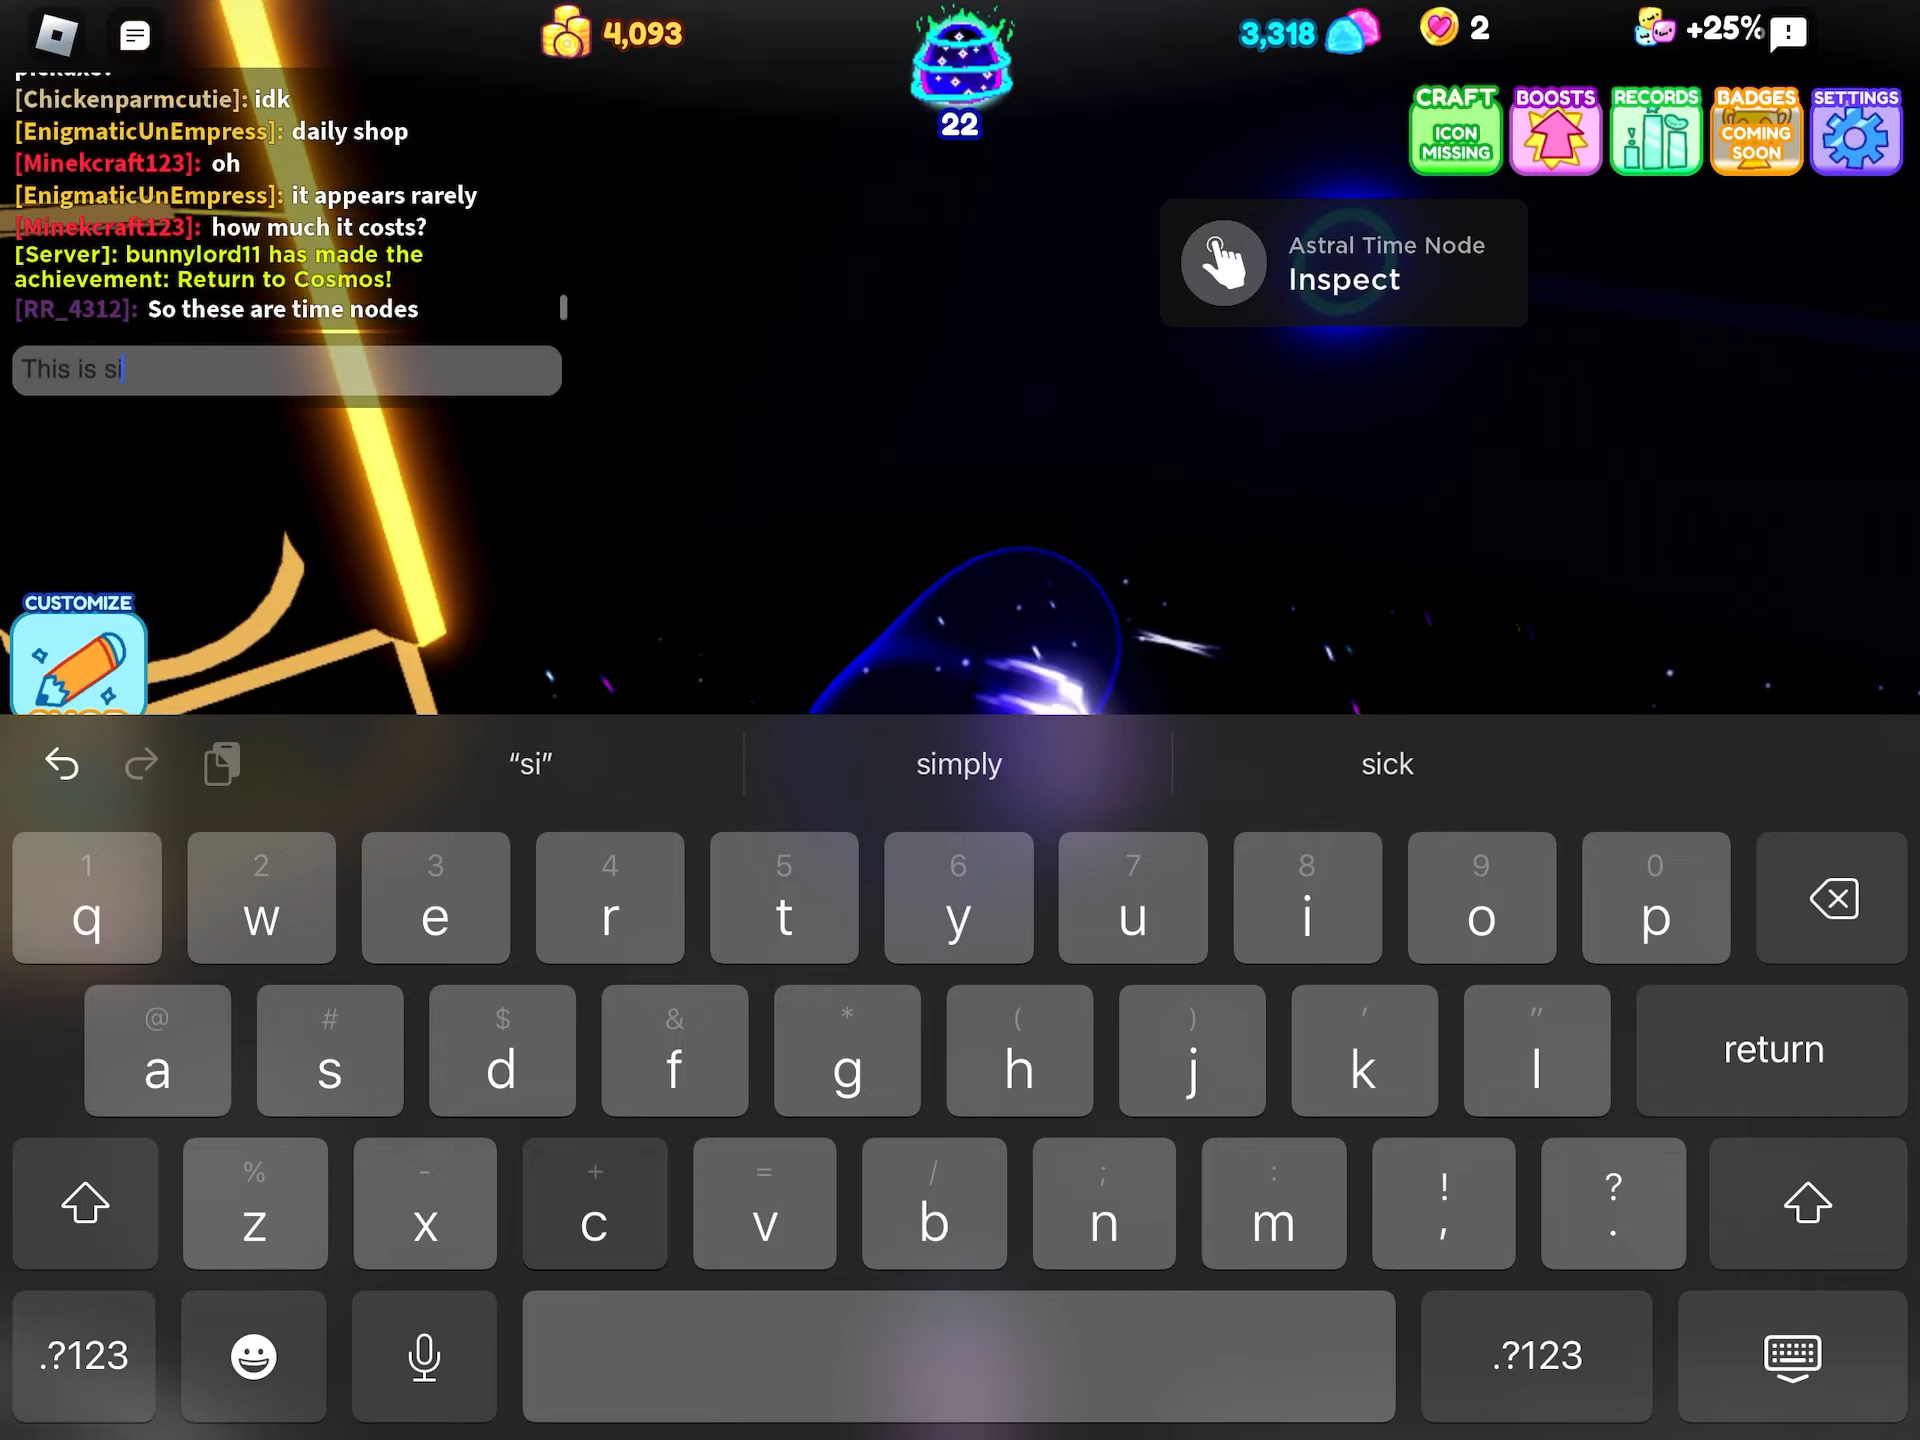 4,093
22
3,318
2
+25%
[Chickenparmcutie]: idk
[EnigmaticUnEmpress]: daily shop
[Minekcraft123]: oh
[EnigmaticUnEmpress]: it appears rarely
[Minekcraft123]: how much it costs?
[Server]: bunnylord11 has made the
achievement: Return to Cosmos!
[RR_4312]: So these are time nodes
This is si
CRAFT
ICON
MISSING
BOOSTS
RECORDS
BADGES
COMING
SOON
SETTINGS
Astral Time Node
Inspect
CUSTOMIZE
“si” simply sick
1 2 3 4 5 6 7 8 9 0
q w e r t y u i o p
@ # $ & * ( ) ' "
a s d f g h j k l return
% - + = / ; : ! ?
z x c v b n m , .
.?123 .?123